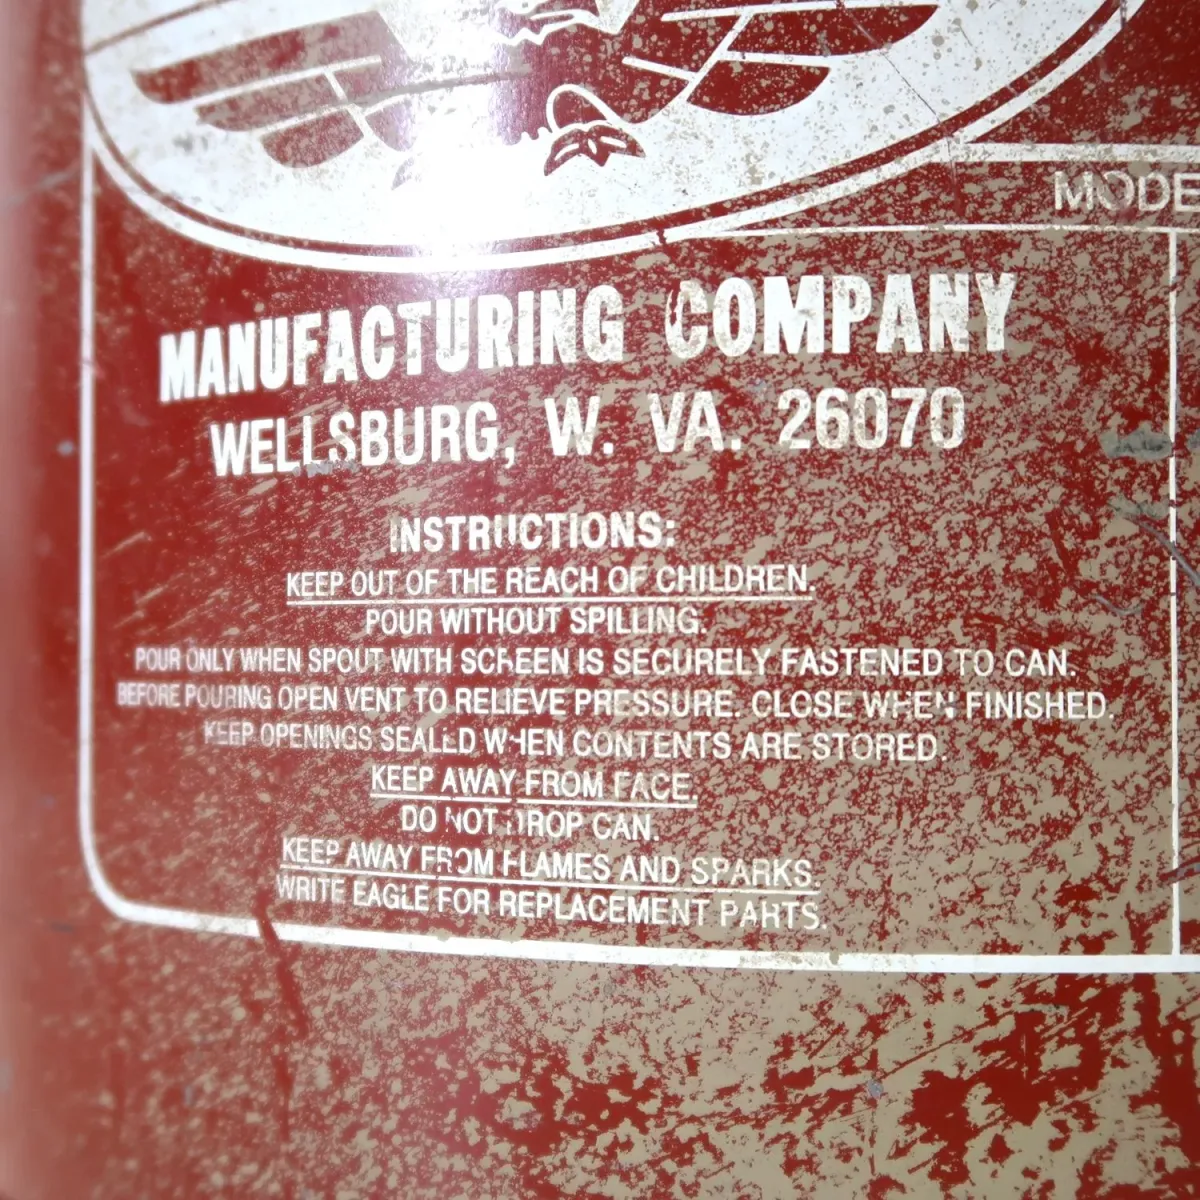 MODE
MANUFACTURING COMPANY
WELLSBURG, W. VA. 26070
INSTRUCTIONS:
KEEP OUT OF THE REACH OF CHILDREN.
POUR WITHOUT SPILLING.
POUR ONLY WHEN SPOUT WITH SCREEN IS SECURELY FASTENED TO CAN.
BEFORE POURING OPEN VENT TO RELIEVE PRESSURE. CLOSE WHEN FINISHED.
KEEP OPENINGS SEALED WHEN CONTENTS ARE STORED.
KEEP AWAY FROM FACE.
DO NOT DROP CAN.
KEEP AWAY FROM FLAMES AND SPARKS.
WRITE EAGLE FOR REPLACEMENT PARTS.